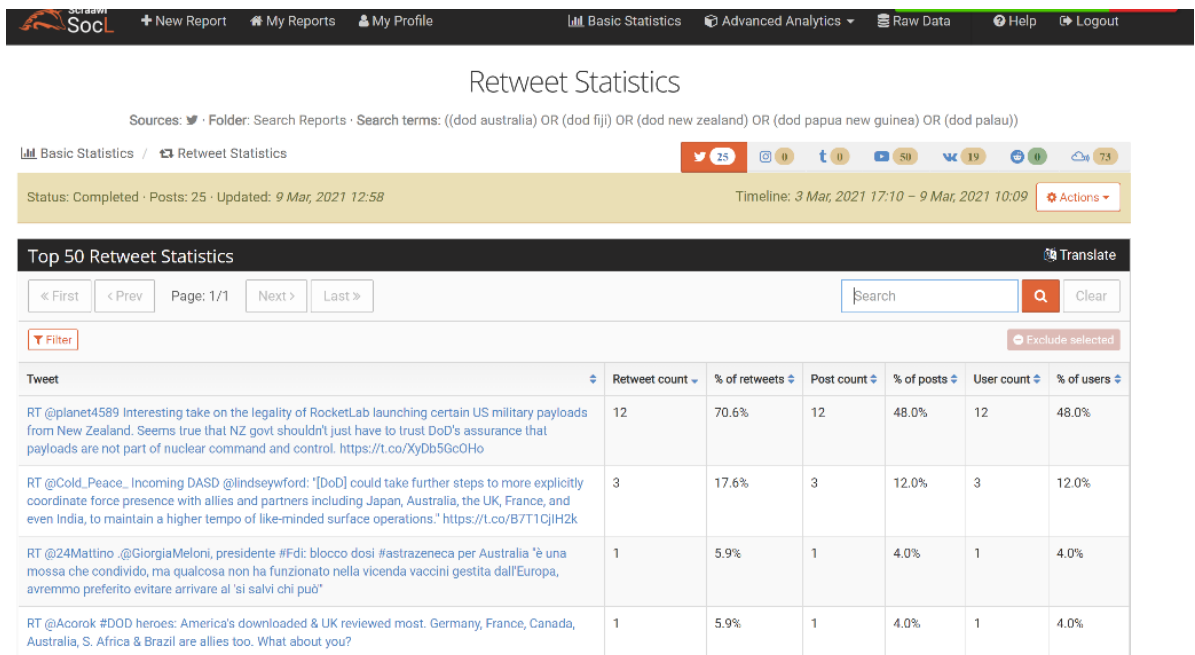 Scraawl
SocL
New Report
My Reports
My Profile
Basic Statistics
Advanced Analytics
Raw Data
Help
Logout
Retweet Statistics
Sources: · Folder: Search Reports · Search terms: ((dod australia) OR (dod fiji) OR (dod new zealand) OR (dod papua new guinea) OR (dod palau))
Basic Statistics / Retweet Statistics
25 0 t 0 50 19 0 73
Status: Completed · Posts: 25 · Updated: 9 Mar, 2021 12:58
Timeline: 3 Mar, 2021 17:10 – 9 Mar, 2021 10:09
Actions
Top 50 Retweet Statistics
Translate
« First
< Prev
Page: 1/1
Next >
Last »
Search
Clear
Filter
Exclude selected
Tweet Retweet count % of retweets Post count % of posts User count % of users
RT @planet4589 Interesting take on the legality of RocketLab launching certain US military payloads
from New Zealand. Seems true that NZ govt shouldn't just have to trust DoD's assurance that
payloads are not part of nuclear command and control. https://t.co/XyDb5GcOHo
12 70.6% 12 48.0% 12 48.0%
RT @Cold_Peace_ Incoming DASD @lindseywford: "[DoD] could take further steps to more explicitly
coordinate force presence with allies and partners including Japan, Australia, the UK, France, and
even India, to maintain a higher tempo of like-minded surface operations." https://t.co/B7T1CjIH2k
3 17.6% 3 12.0% 3 12.0%
RT @24Mattino .@GiorgiaMeloni, presidente #Fdi: blocco dosi #astrazeneca per Australia "è una
mossa che condivido, ma qualcosa non ha funzionato nella vicenda vaccini gestita dall'Europa,
avremmo preferito evitare arrivare al 'si salvi chi può"
1 5.9% 1 4.0% 1 4.0%
RT @Acorok #DOD heroes: America's downloaded & UK reviewed most. Germany, France, Canada,
Australia, S. Africa & Brazil are allies too. What about you?
1 5.9% 1 4.0% 1 4.0%